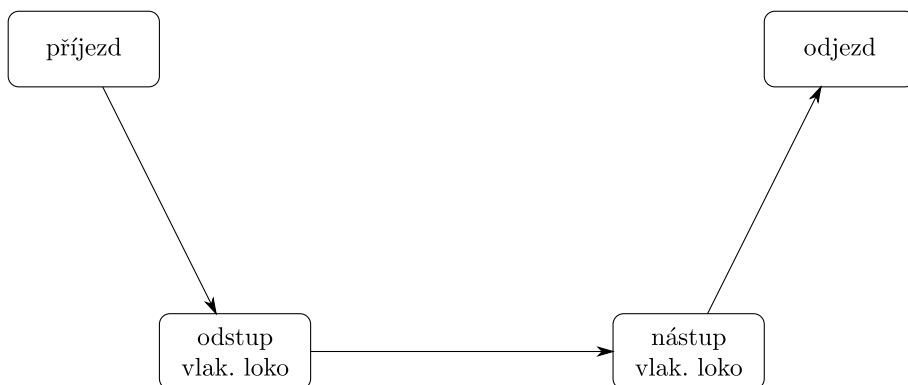 příjezd
odjezd
odstup
vlak. loko
nástup
vlak. loko